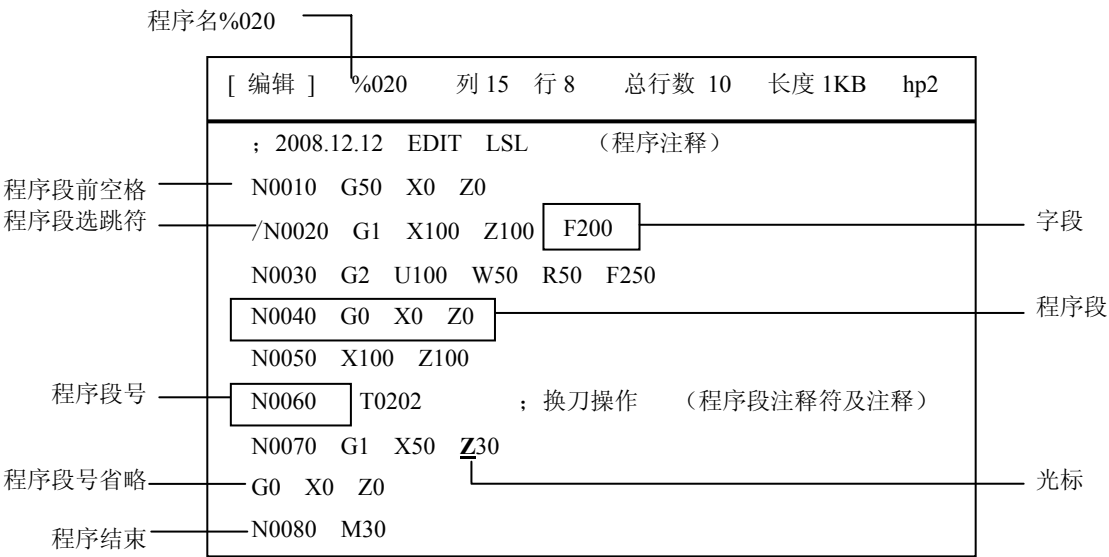 程序名%020
[ 编辑 ] %020 列 15 行 8 总行数 10 长度 1KB hp2
；2008.12.12 EDIT LSL （程序注释）
程序段前空格 N0010 G50 X0 Z0
程序段选跳符 /N0020 G1 X100 Z100 F200 字段
N0030 G2 U100 W50 R50 F250
N0040 G0 X0 Z0 程序段
N0050 X100 Z100
程序段号 N0060 T0202 ；换刀操作 （程序段注释符及注释）
N0070 G1 X50 Z30
程序段号省略 G0 X0 Z0 光标
程序结束 N0080 M30